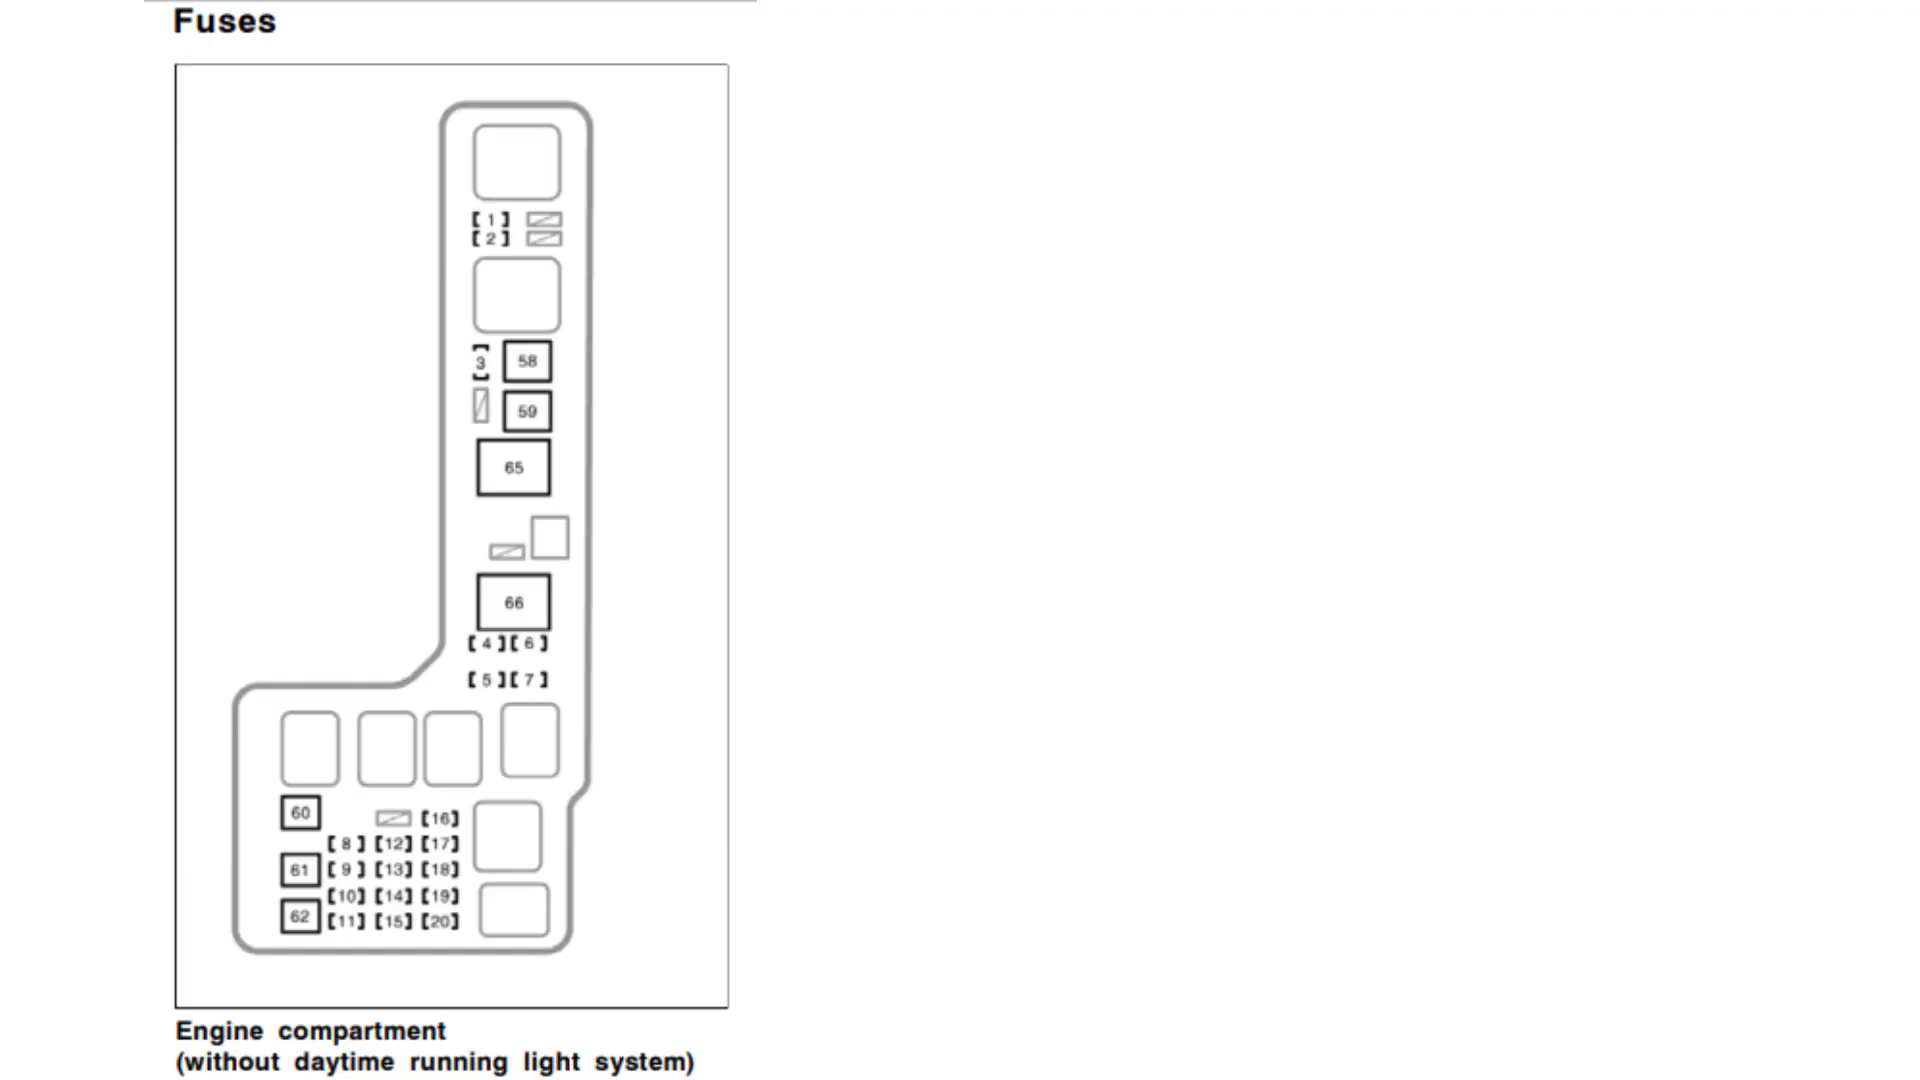 Fuses
[ 1 ]
[ 2 ]
3
58
59
65
66
[ 4 ][ 6 ]
[ 5 ][ 7 ]
60
[16]
[ 8 ] [12] [17]
61 [ 9 ] [13] [18]
[10] [14] [19]
62 [11] [15] [20]
Engine compartment
(without daytime running light system)